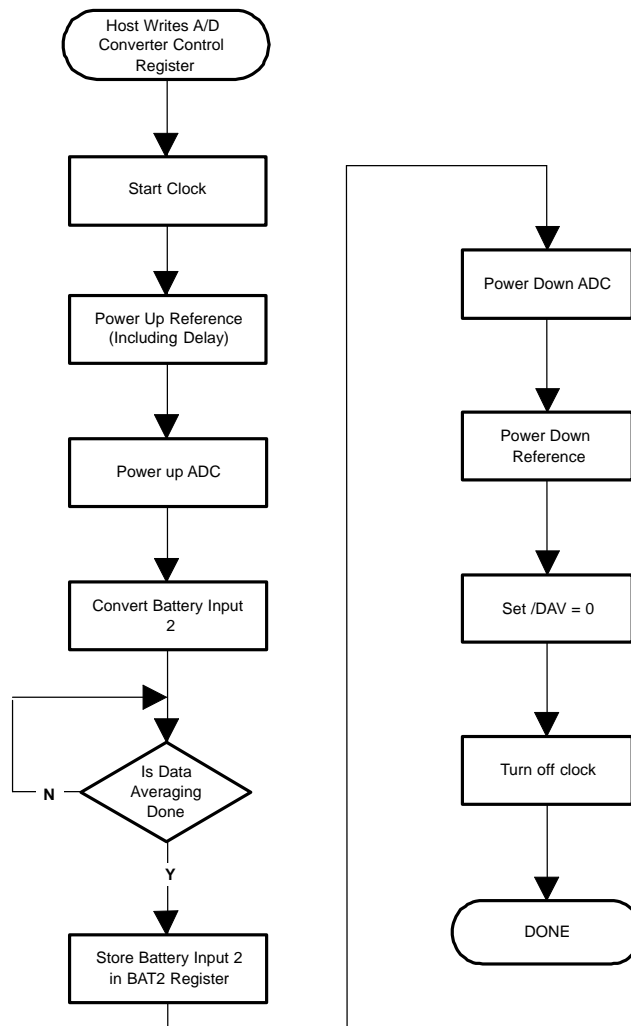 Host Writes A/D
Converter Control
Register
Start Clock
Power Up Reference
(Including Delay)
Power up ADC
Convert Battery Input
2
Is Data
Averaging
Done
N
Y
Store Battery Input 2
in BAT2 Register
Power Down ADC
Power Down
Reference
Set /DAV = 0
Turn off clock
DONE